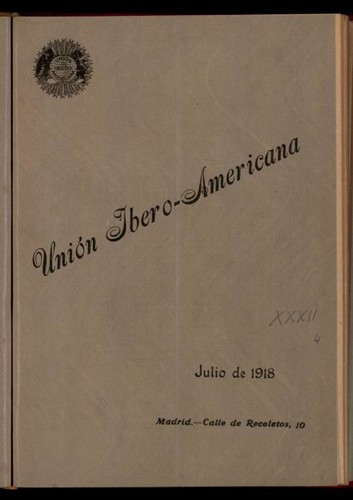 Unión Ibero-Americana
XXXII
4
Julio de 1918
Madrid.—Calle de Recoletos, 10